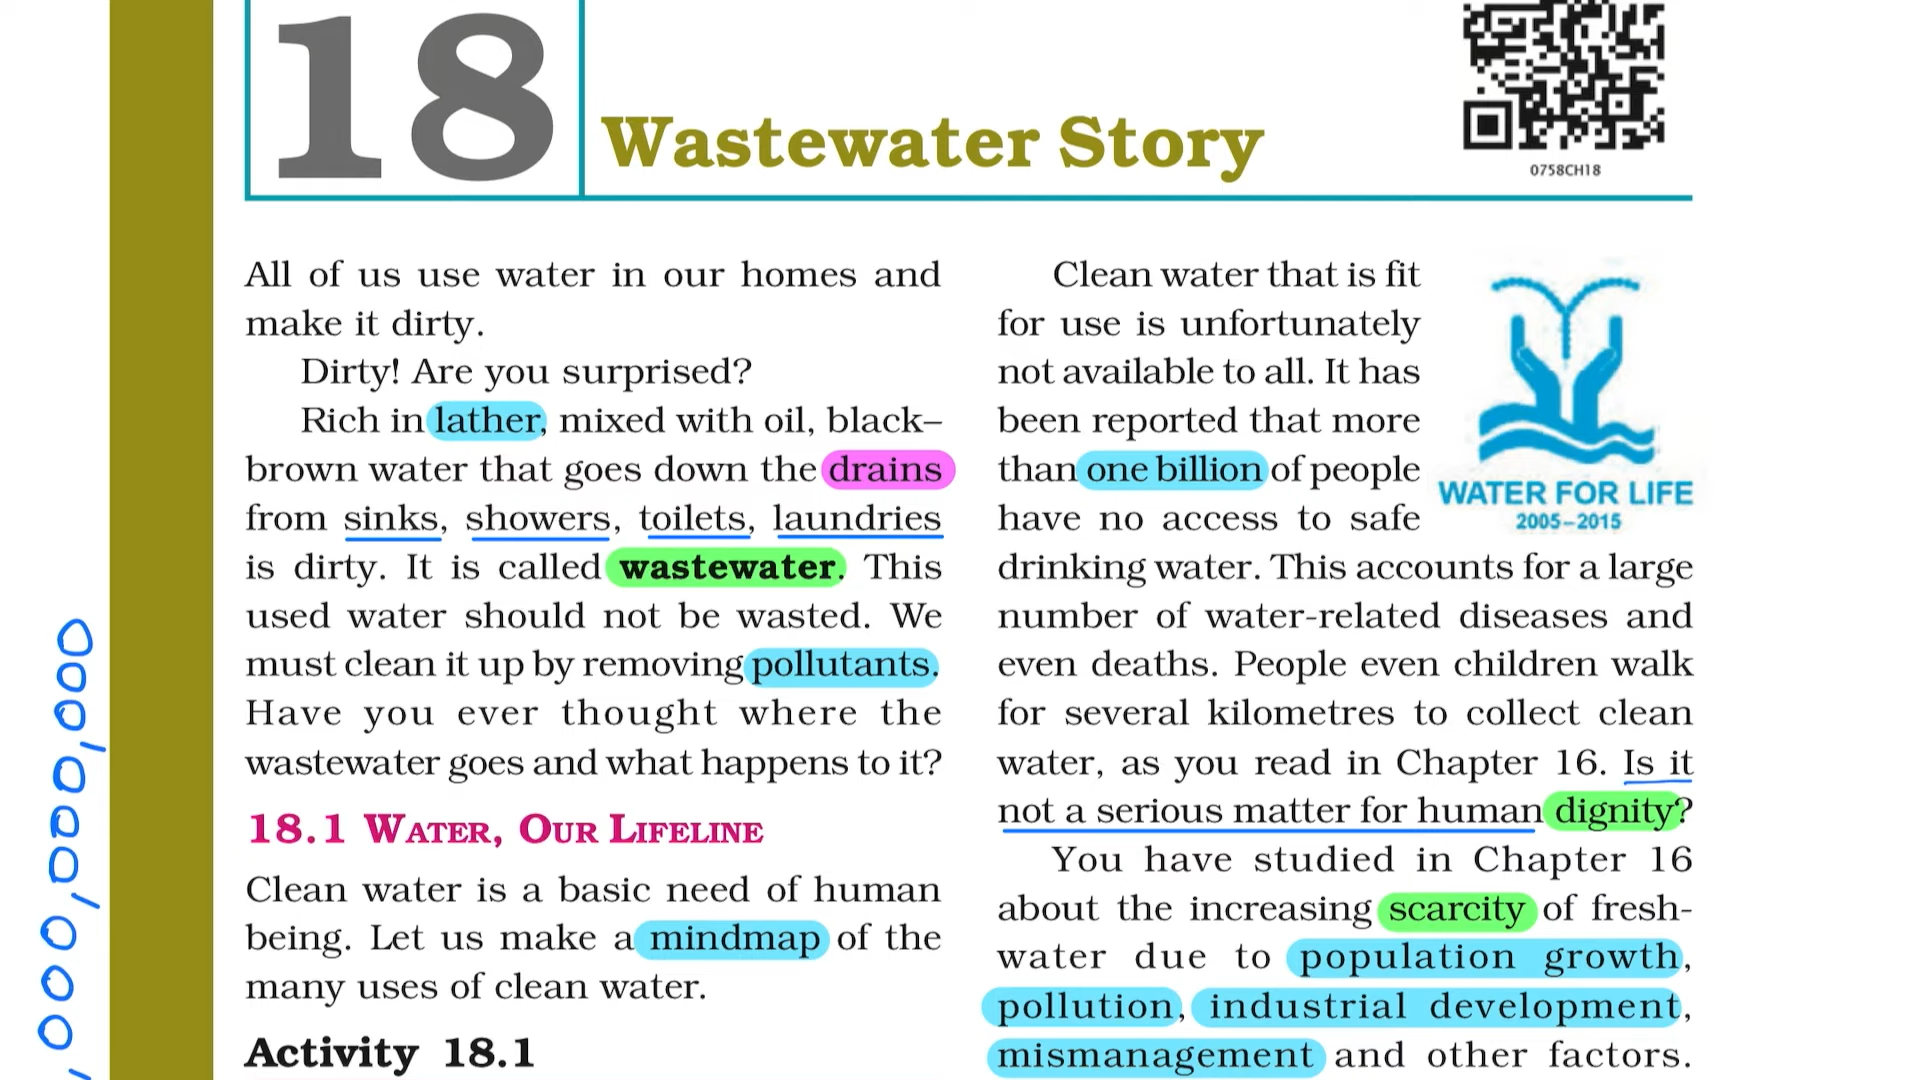 18
Wastewater Story
0758CH18
All of us use water in our homes and
make it dirty.
Dirty! Are you surprised?
Rich in lather, mixed with oil, black–
brown water that goes down the drains
from sinks, showers, toilets, laundries
is dirty. It is called wastewater. This
used water should not be wasted. We
must clean it up by removing pollutants.
Have you ever thought where the
wastewater goes and what happens to it?
18.1 WATER, OUR LIFELINE
Clean water is a basic need of human
being. Let us make a mindmap of the
many uses of clean water.
Activity 18.1
Clean water that is fit
for use is unfortunately
not available to all. It has
been reported that more
than one billion of people
have no access to safe
drinking water. This accounts for a large
number of water-related diseases and
even deaths. People even children walk
for several kilometres to collect clean
water, as you read in Chapter 16. Is it
not a serious matter for human dignity?
You have studied in Chapter 16
about the increasing scarcity of fresh-
water due to population growth,
pollution, industrial development,
mismanagement and other factors.
WATER FOR LIFE
2005–2015
,000,000,000